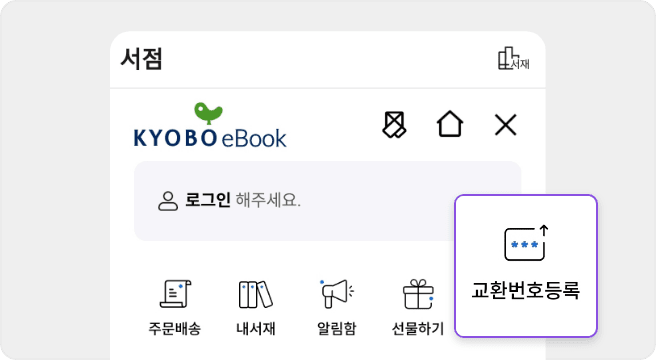 서점
서재
KYOBO eBook
로그인 해주세요.
***
교환번호등록
주문배송
내서재
알림함
선물하기